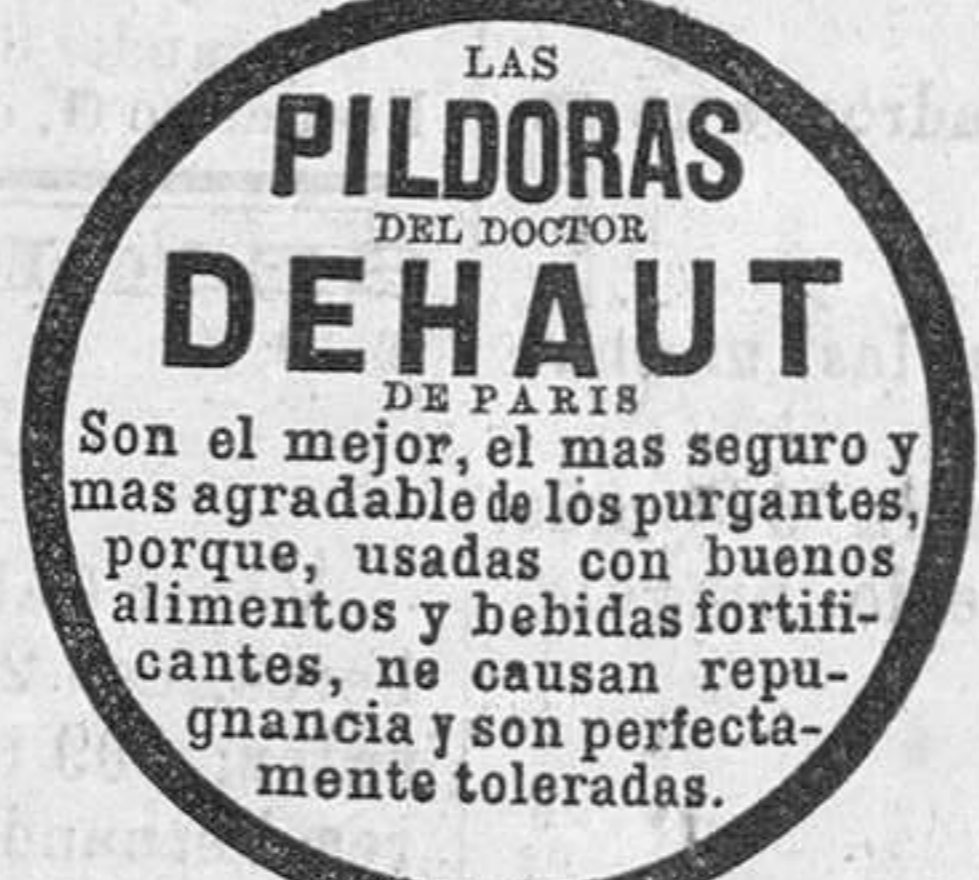 LAS
PILDORAS
DEL DOCTOR
DEHAUT
DE PARIS
Son el mejor, el mas seguro y
mas agradable de los purgantes,
porque, usadas con buenos
alimentos y bebidas fortifi-
cantes, ne causan repu-
gnancia y son perfecta-
mente toleradas.